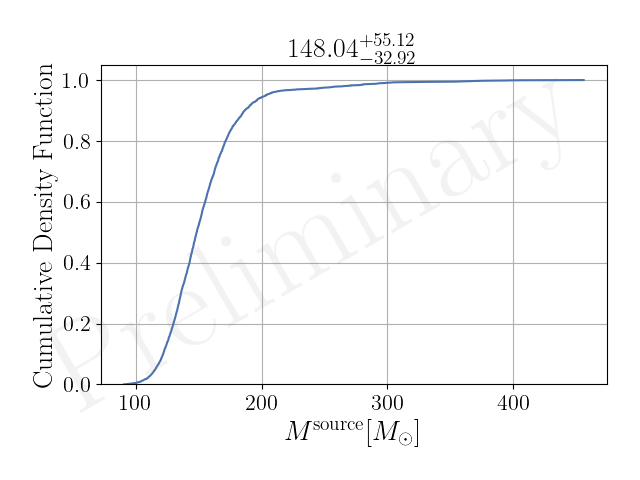 148.04^{+55.12}_{-32.92}
Cumulative Density Function
1.0
0.8
0.6
0.4
0.2
0.0
100 200 300 400
M^{source}[M_⊙]
Preliminary